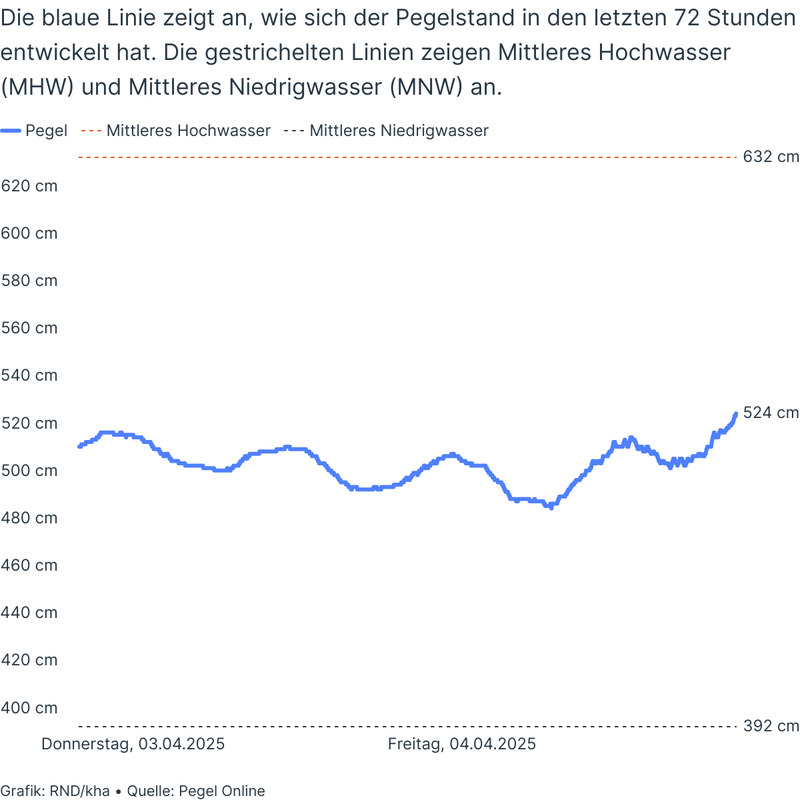 Die blaue Linie zeigt an, wie sich der Pegelstand in den letzten 72 Stunden
entwickelt hat. Die gestrichelten Linien zeigen Mittleres Hochwasser
(MHW) und Mittleres Niedrigwasser (MNW) an.
Pegel Mittleres Hochwasser Mittleres Niedrigwasser
632 cm
620 cm
600 cm
580 cm
560 cm
540 cm
524 cm
520 cm
500 cm
480 cm
460 cm
440 cm
420 cm
400 cm
392 cm
Donnerstag, 03.04.2025 Freitag, 04.04.2025
Grafik: RND/kha • Quelle: Pegel Online